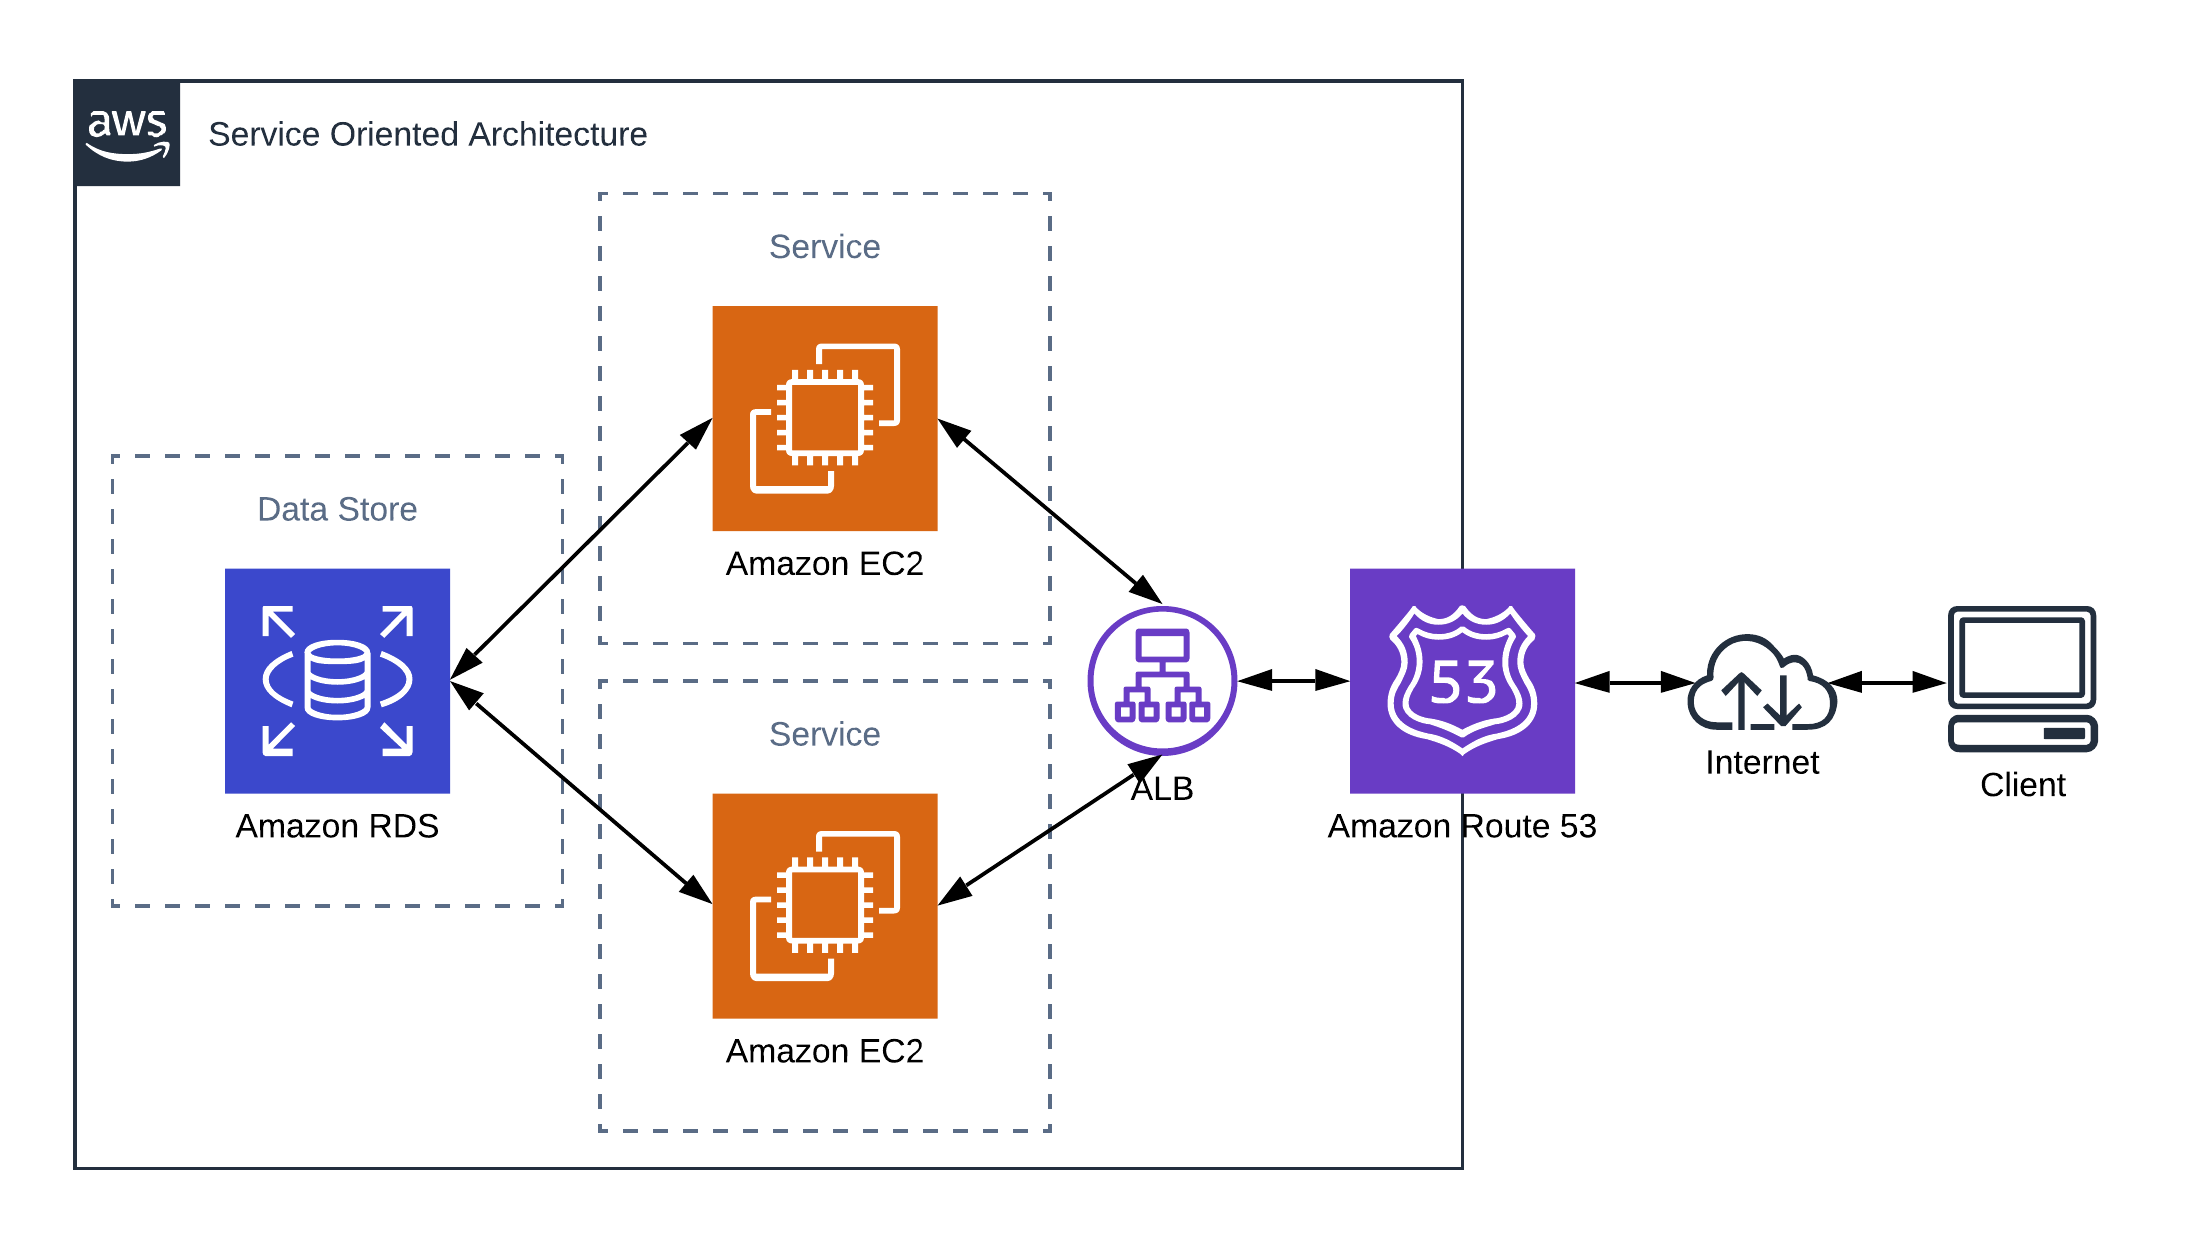 aws
Service Oriented Architecture
Service
Amazon EC2
Data Store
Amazon RDS
Service
Amazon EC2
ALB
53
Amazon Route 53
Internet
Client